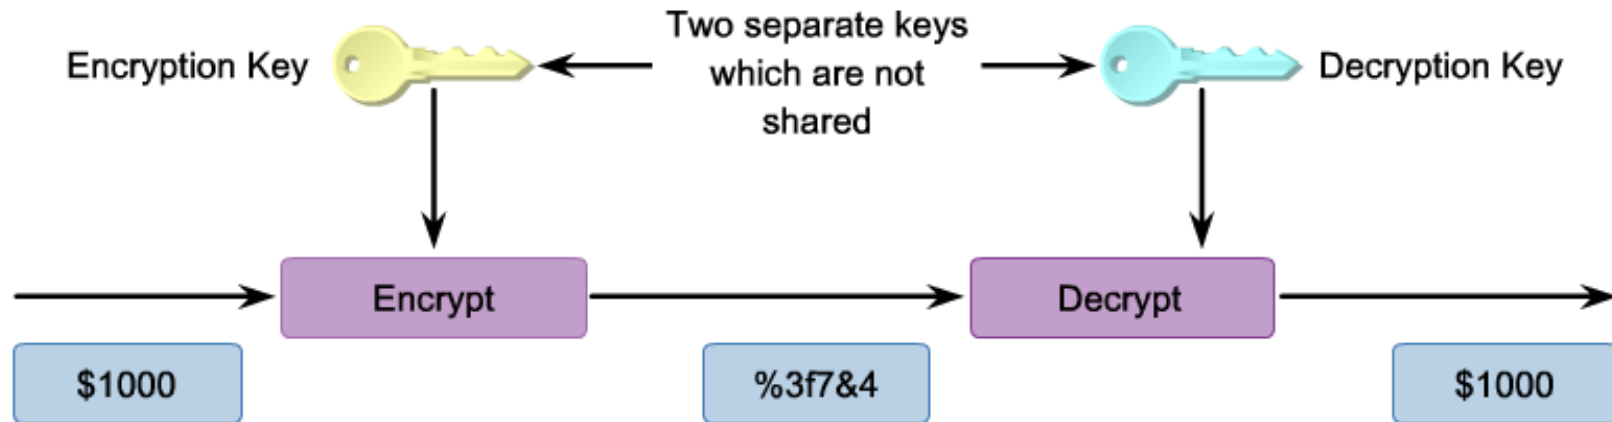 Two separate keys
which are not
shared
Encryption Key
Decryption Key
Encrypt
Decrypt
$1000
%3f7&4
$1000